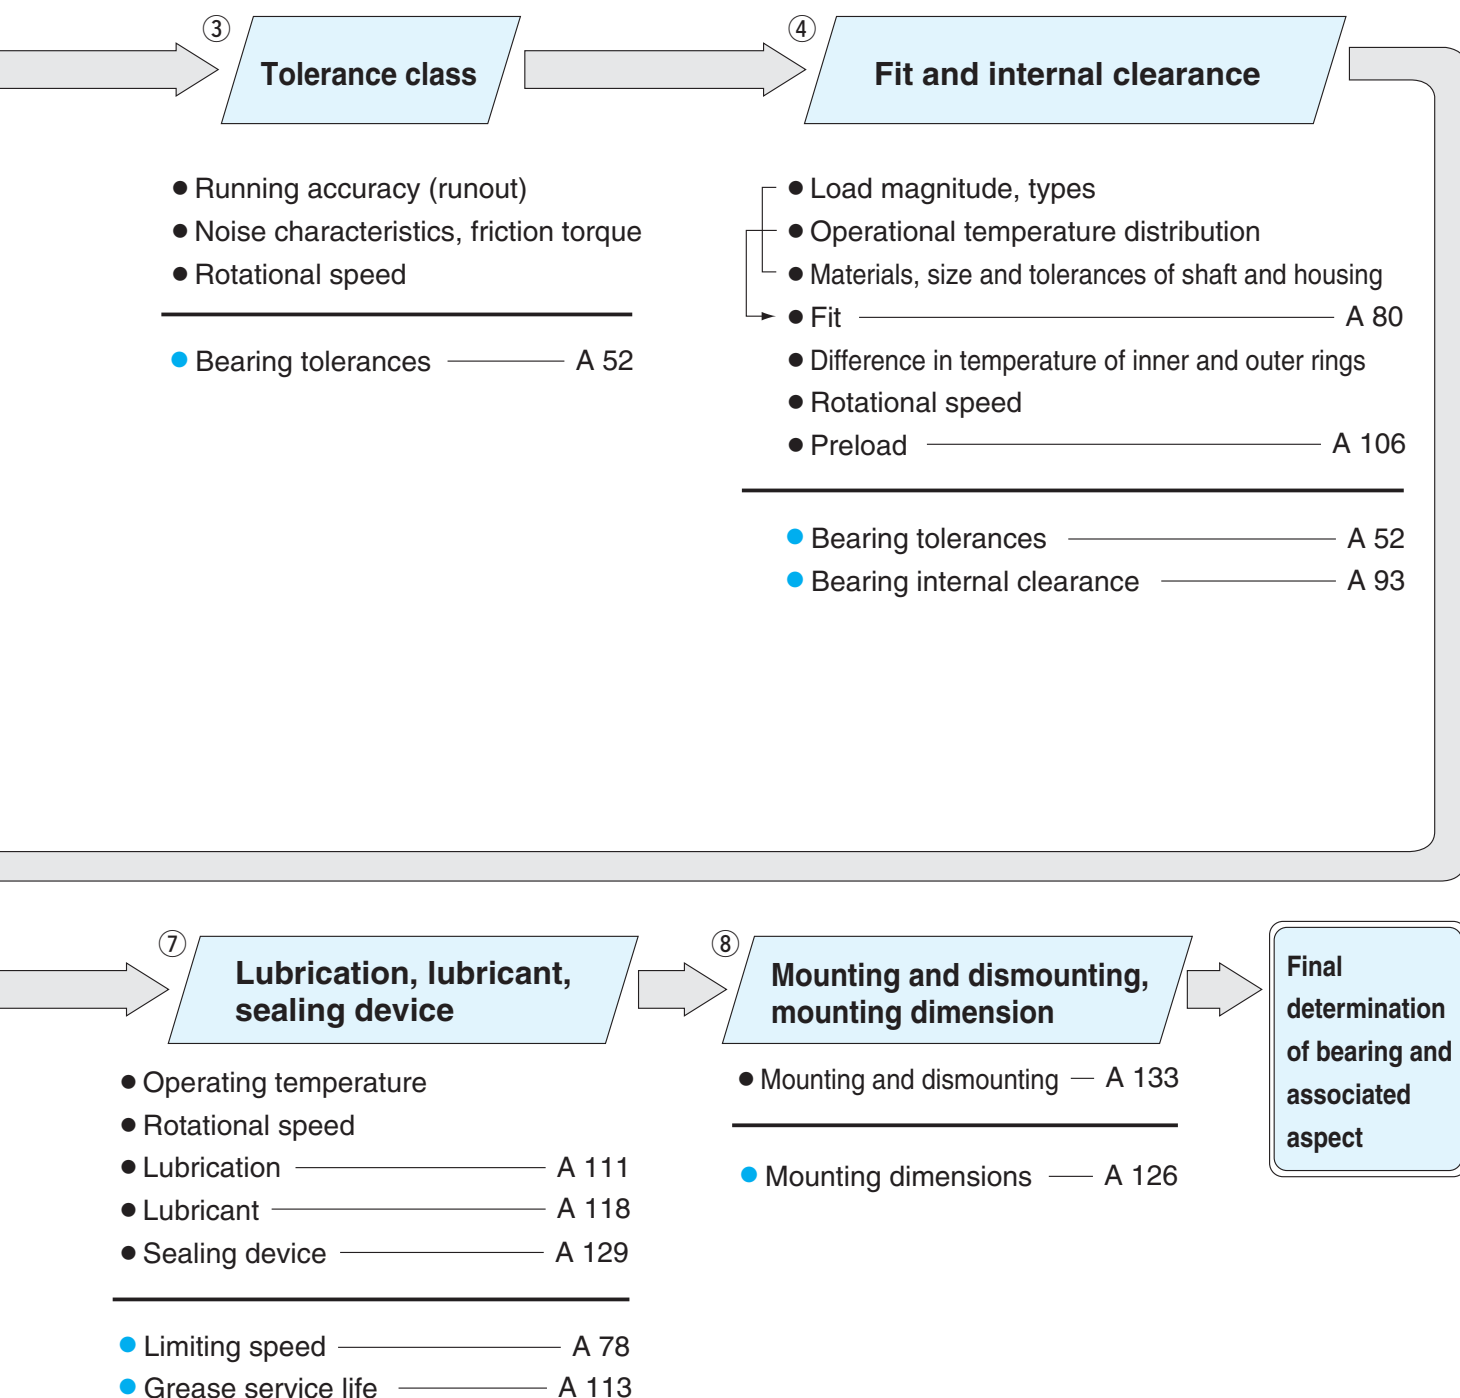 ③
Tolerance class
● Running accuracy (runout)
● Noise characteristics, friction torque
● Rotational speed
● Bearing tolerances A 52
④
Fit and internal clearance
● Load magnitude, types
● Operational temperature distribution
● Materials, size and tolerances of shaft and housing
● Fit A 80
● Difference in temperature of inner and outer rings
● Rotational speed
● Preload A 106
● Bearing tolerances A 52
● Bearing internal clearance A 93
⑦
Lubrication, lubricant,
sealing device
● Operating temperature
● Rotational speed
● Lubrication A 111
● Lubricant A 118
● Sealing device A 129
● Limiting speed A 78
● Grease service life A 113
⑧
Mounting and dismounting,
mounting dimension
● Mounting and dismounting A 133
● Mounting dimensions A 126
Final
determination
of bearing and
associated
aspect